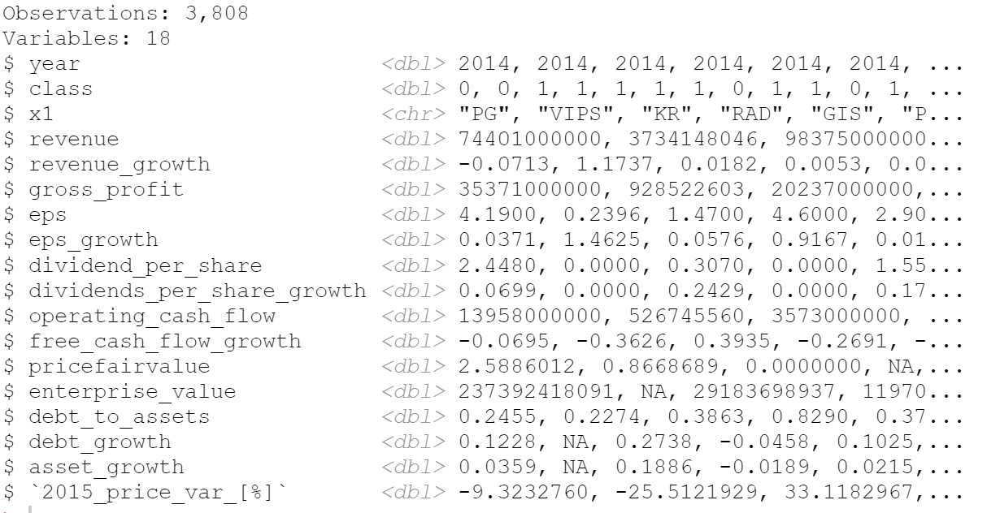 Observations: 3,808
Variables: 18
$ year <dbl> 2014, 2014, 2014, 2014, 2014, 2014, ...
$ class <dbl> 0, 0, 1, 1, 1, 1, 1, 0, 1, 1, 0, 1, ...
$ x1 <chr> "PG", "VIPS", "KR", "RAD", "GIS", "P...
$ revenue <dbl> 74401000000, 3734148046, 98375000000...
$ revenue_growth <dbl> -0.0713, 1.1737, 0.0182, 0.0053, 0.0...
$ gross_profit <dbl> 35371000000, 928522603, 20237000000,...
$ eps <dbl> 4.1900, 0.2396, 1.4700, 4.6000, 2.90...
$ eps_growth <dbl> 0.0371, 1.4625, 0.0576, 0.9167, 0.01...
$ dividend_per_share <dbl> 2.4480, 0.0000, 0.3070, 0.0000, 1.55...
$ dividends_per_share_growth <dbl> 0.0699, 0.0000, 0.2429, 0.0000, 0.17...
$ operating_cash_flow <dbl> 13958000000, 526745560, 3573000000, ...
$ free_cash_flow_growth <dbl> -0.0695, -0.3626, 0.3935, -0.2691, -...
$ pricefairvalue <dbl> 2.5886012, 0.8668689, 0.0000000, NA,...
$ enterprise_value <dbl> 237392418091, NA, 29183698937, 11970...
$ debt_to_assets <dbl> 0.2455, 0.2274, 0.3863, 0.8290, 0.37...
$ debt_growth <dbl> 0.1228, NA, 0.2738, -0.0458, 0.1025,...
$ asset_growth <dbl> 0.0359, NA, 0.1886, -0.0189, 0.0215,...
$ `2015_price_var_[%]` <dbl> -9.3232760, -25.5121929, 33.1182967,...